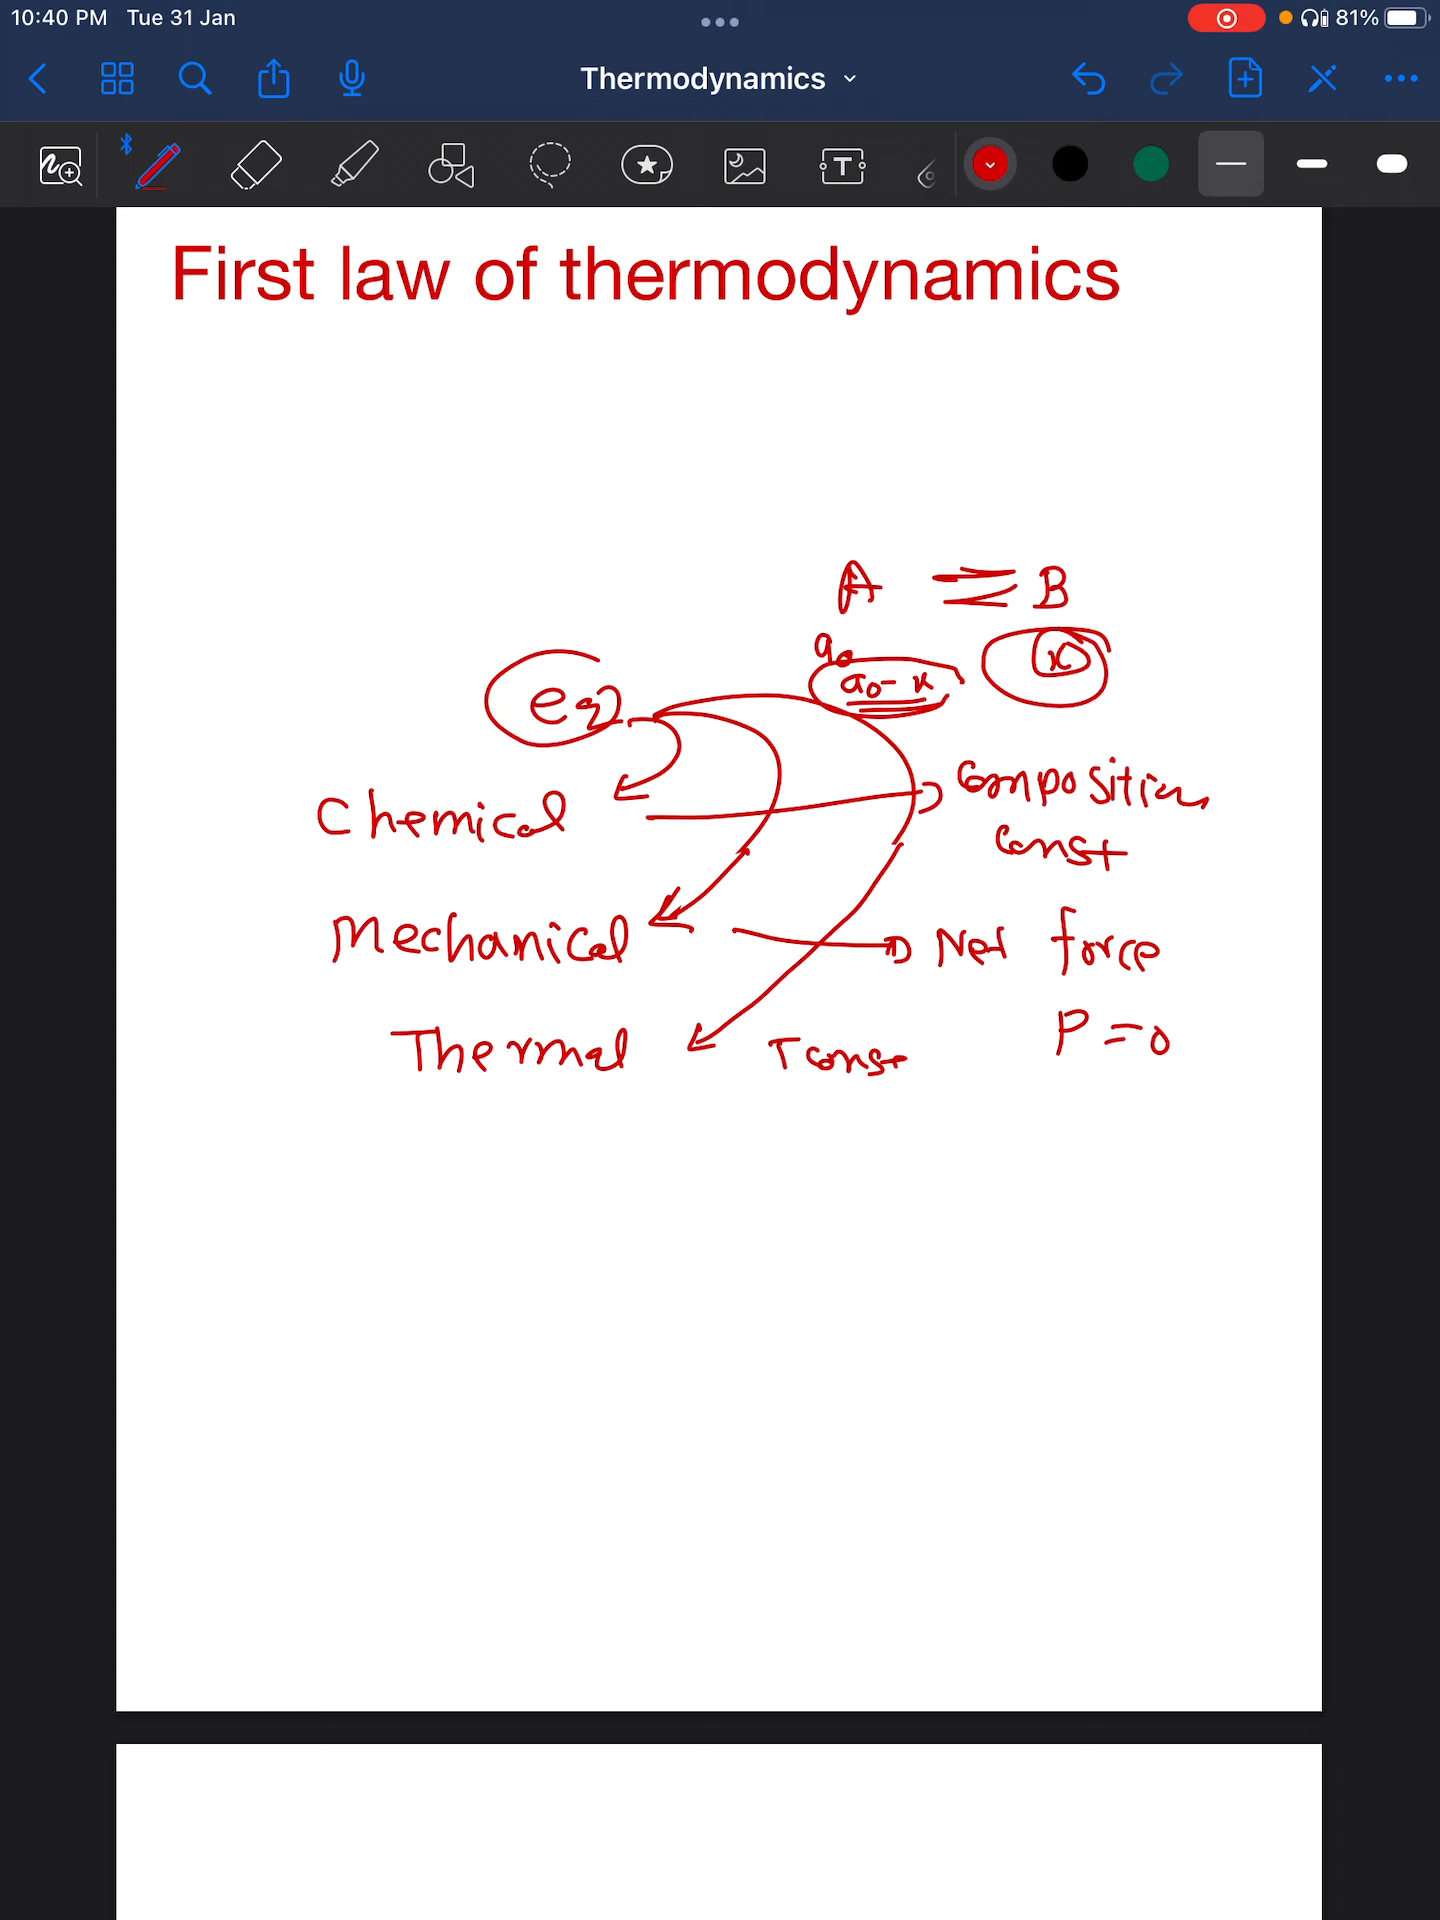 10:40 PM Tue 31 Jan 81%
Thermodynamics
T
First law of thermodynamics
A ⇌ B
a₀
a₀ - x x
eq
Chemical → Composition
Const
Mechanical → Net force
P = 0
Thermal T const